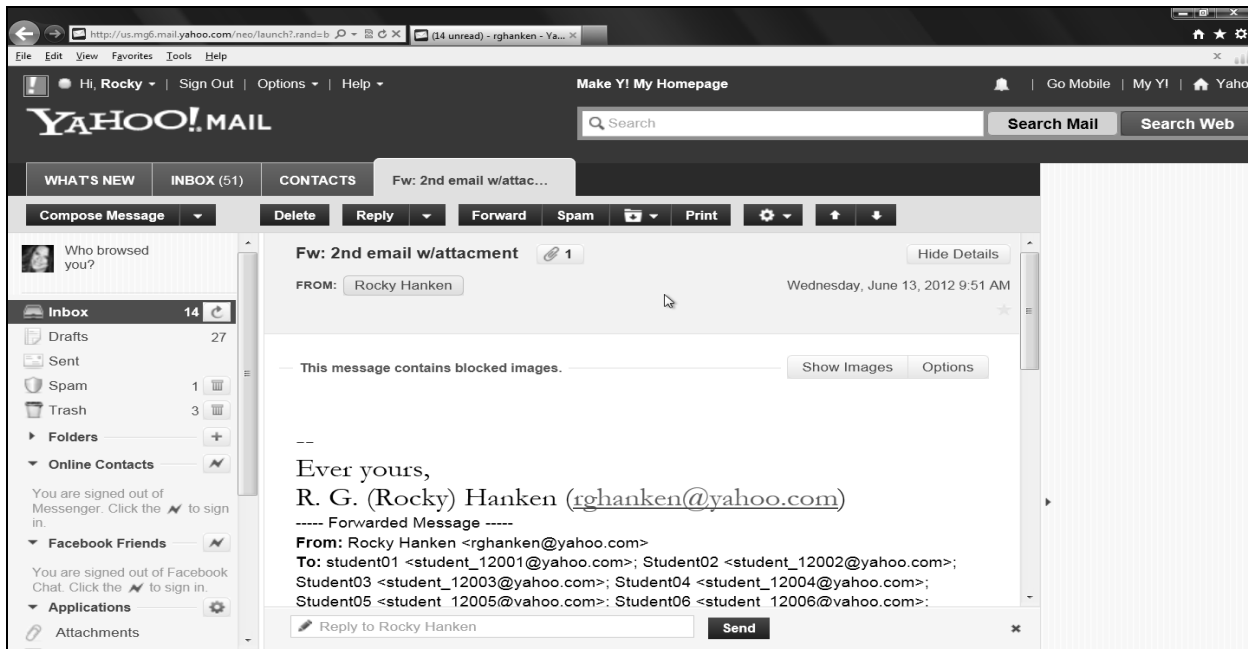 http://us.mg6.mail.yahoo.com/neo/launch?.rand=b
(14 unread) - rghanken - Ya...
File Edit View Favorites Tools Help
Hi, Rocky | Sign Out | Options | Help
Make Y! My Homepage
Go Mobile | My Y! | Yaho
YAHOO! MAIL
Search
Search Mail
Search Web
WHAT'S NEW
INBOX (51)
CONTACTS
Fw: 2nd email w/attac...
Compose Message
Delete
Reply
Forward
Spam
Print
Who browsed
you?
Inbox 14
Drafts 27
Sent
Spam 1
Trash 3
Folders
Online Contacts
You are signed out of
Messenger. Click the to sign
in.
Facebook Friends
You are signed out of Facebook
Chat. Click the to sign in.
Applications
Attachments
Fw: 2nd email w/attacment 1
Hide Details
FROM: Rocky Hanken
Wednesday, June 13, 2012 9:51 AM
This message contains blocked images.
Show Images
Options
--
Ever yours,
R. G. (Rocky) Hanken (rghanken@yahoo.com)
----- Forwarded Message -----
From: Rocky Hanken <rghanken@yahoo.com>
To: student01 <student_12001@yahoo.com>; Student02 <student_12002@yahoo.com>;
Student03 <student_12003@yahoo.com>; Student04 <student_12004@yahoo.com>;
Student05 <student_12005@yahoo.com>; Student06 <student_12006@yahoo.com>;
Reply to Rocky Hanken
Send